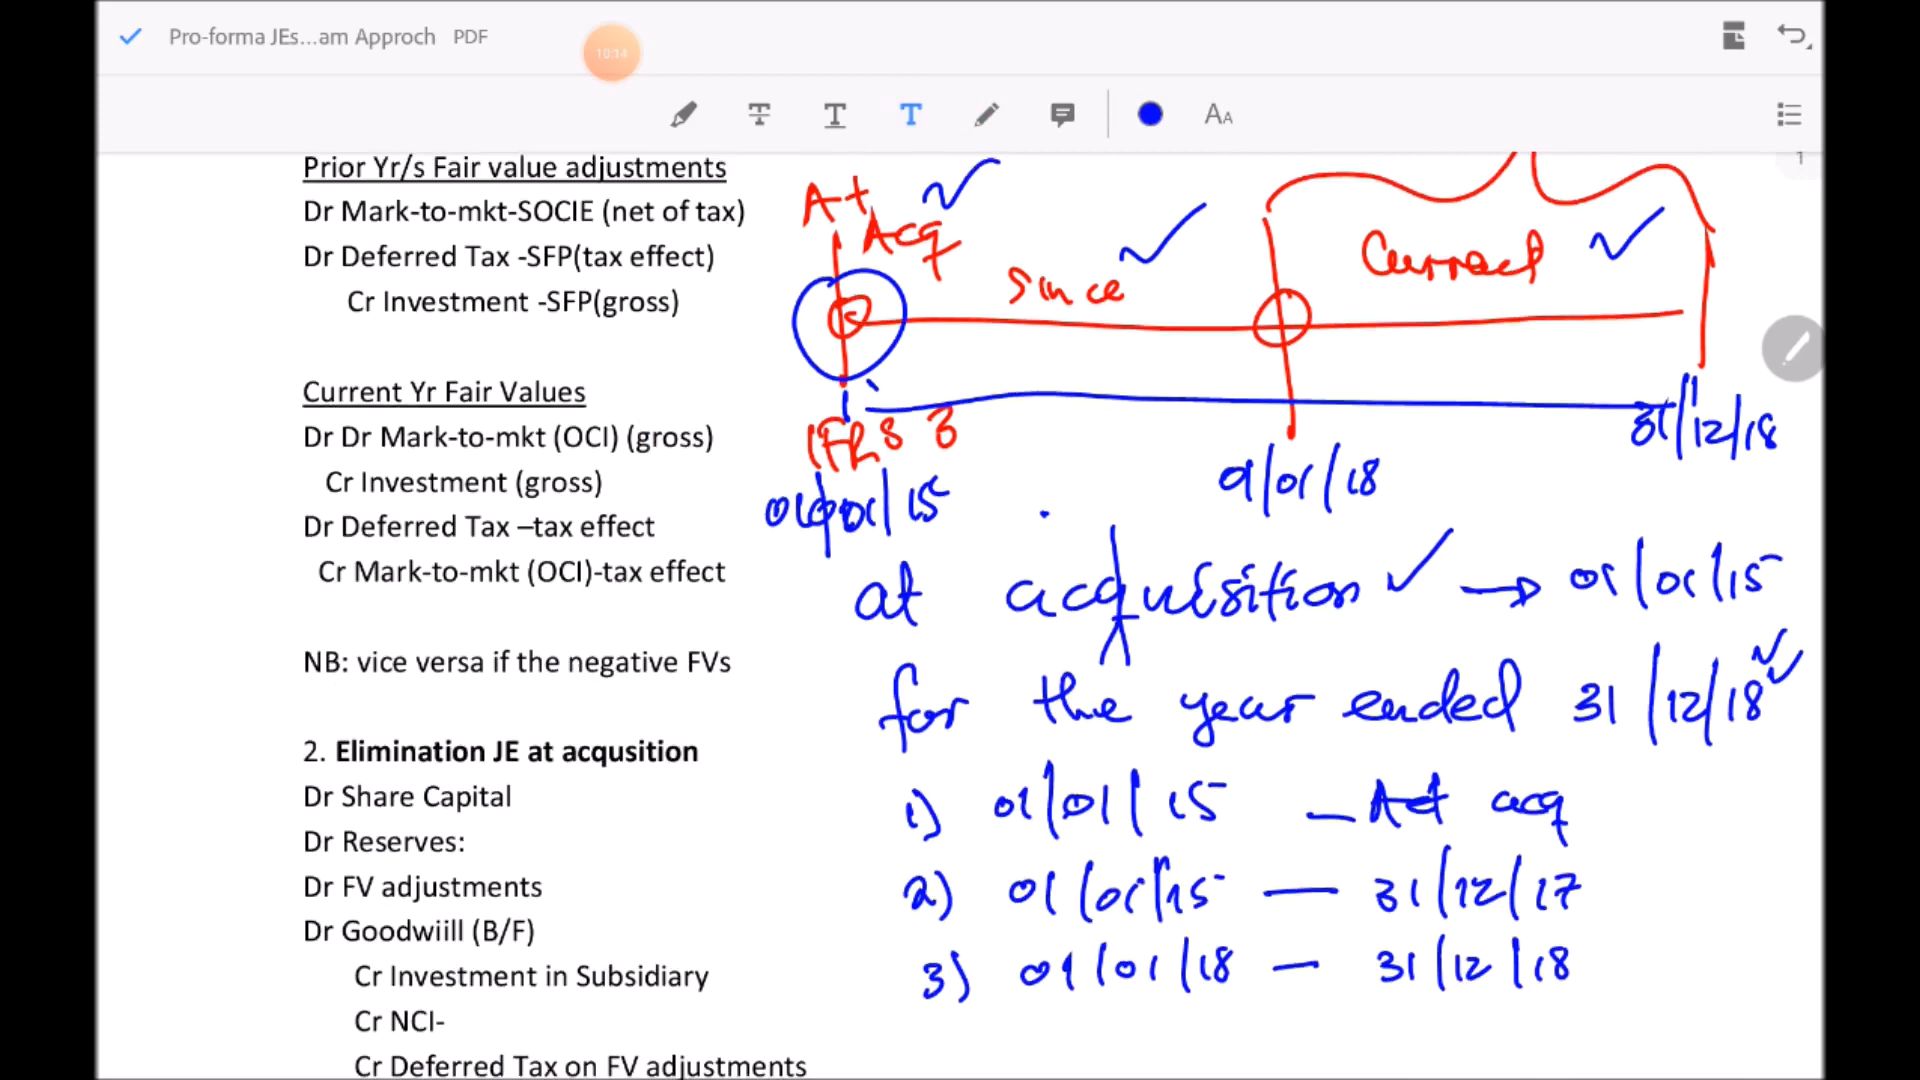 Pro-forma JEs...am Approch PDF
10:14
1
Prior Yr/s Fair value adjustments
Dr Mark-to-mkt-SOCIE (net of tax)
Dr Deferred Tax -SFP(tax effect)
Cr Investment -SFP(gross)
Current Yr Fair Values
Dr Dr Mark-to-mkt (OCI) (gross)
Cr Investment (gross)
Dr Deferred Tax –tax effect
Cr Mark-to-mkt (OCI)-tax effect
NB: vice versa if the negative FVs
2. Elimination JE at acqusition
Dr Share Capital
Dr Reserves:
Dr FV adjustments
Dr Goodwiill (B/F)
Cr Investment in Subsidiary
Cr NCI-
Cr Deferred Tax on FV adjustments
At
Acq
Since
Current
IFRS 3
31/12/18
01/01/15
01/01/18
at acquisition → 01/01/15
for the year ended 31/12/18
1) 01/01/15 — At acq
2) 01/01/15 — 31/12/17
3) 01/01/18 — 31/12/18